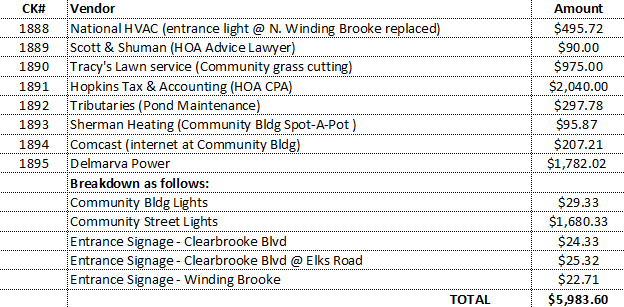 CK# Vendor Amount
1888 National HVAC (entrance light @ N. Winding Brooke replaced) $495.72
1889 Scott & Shuman (HOA Advice Lawyer) $90.00
1890 Tracy's Lawn service (Community grass cutting) $975.00
1891 Hopkins Tax & Accounting (HOA CPA) $2,040.00
1892 Tributaries (Pond Maintenance) $297.78
1893 Sherman Heating (Community Bldg Spot-A-Pot ) $95.87
1894 Comcast (internet at Community Bldg) $207.21
1895 Delmarva Power $1,782.02
Breakdown as follows:
Community Bldg Lights $29.33
Community Street Lights $1,680.33
Entrance Signage - Clearbrooke Blvd $24.33
Entrance Signage - Clearbrooke Blvd @ Elks Road $25.32
Entrance Signage - Winding Brooke $22.71
TOTAL $5,983.60